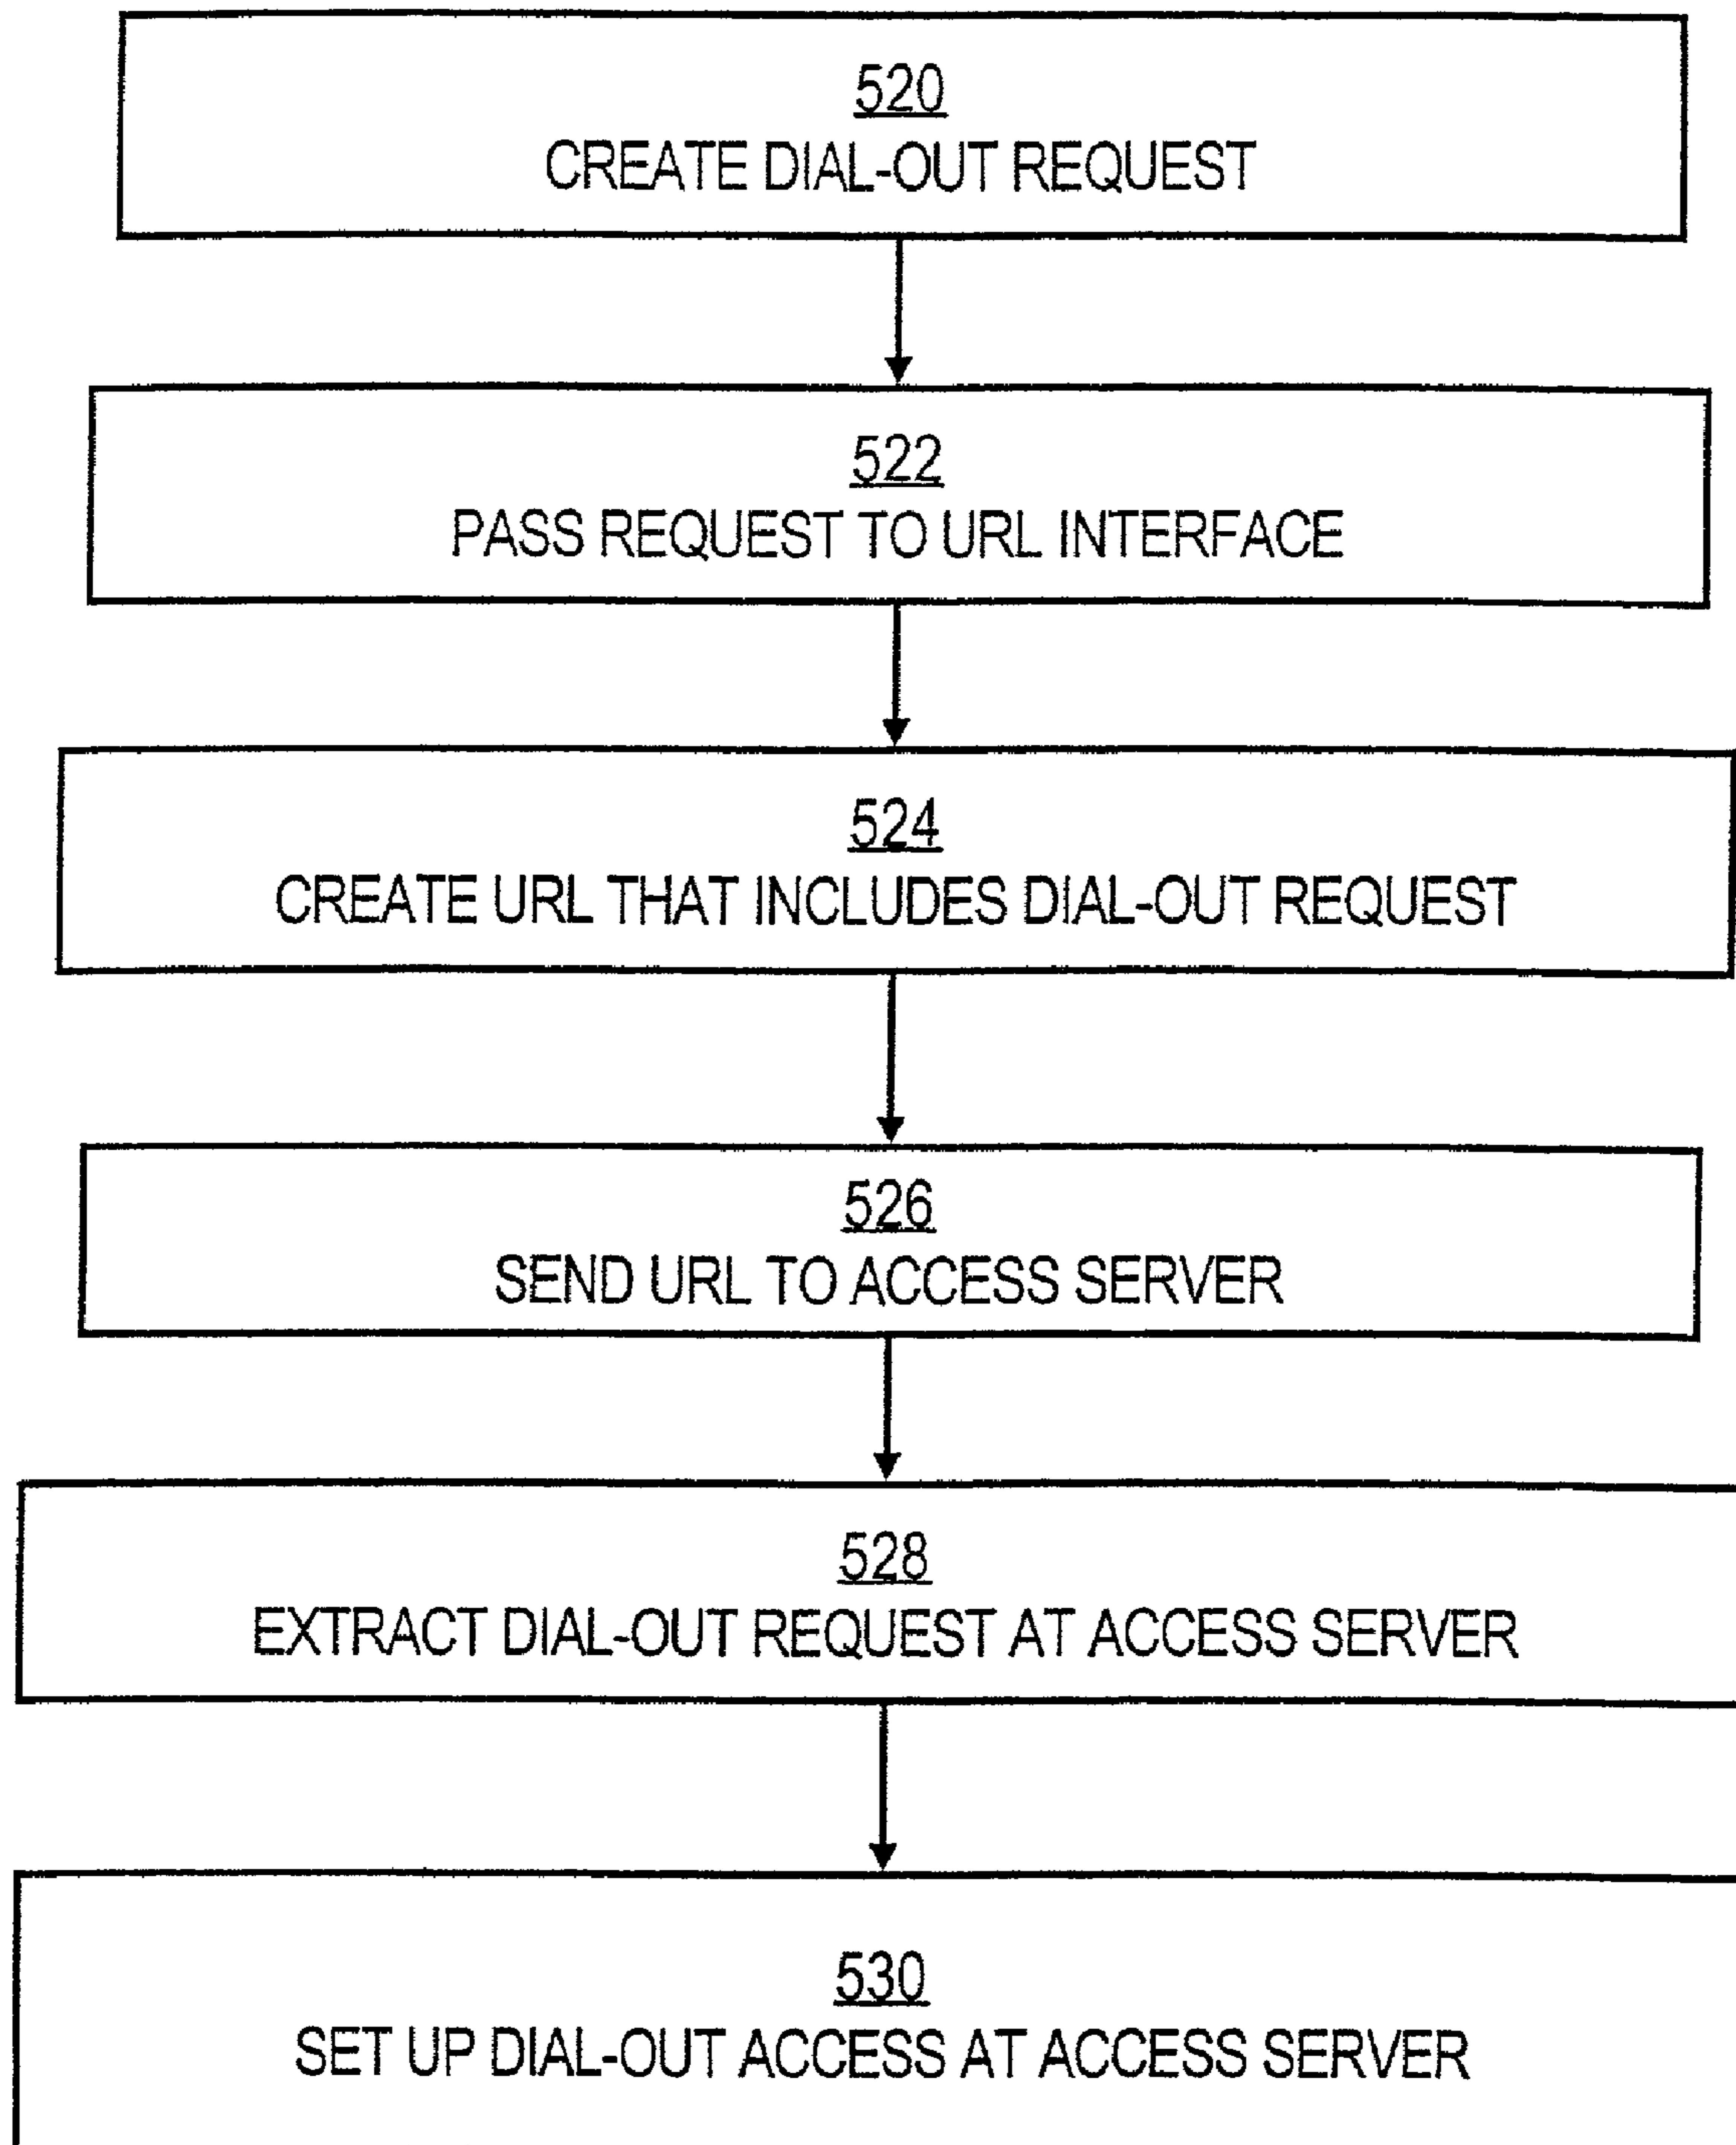 520
CREATE DIAL-OUT REQUEST
522
PASS REQUEST TO URL INTERFACE
524
CREATE URL THAT INCLUDES DIAL-OUT REQUEST
526
SEND URL TO ACCESS SERVER
528
EXTRACT DIAL-OUT REQUEST AT ACCESS SERVER
530
SET UP DIAL-OUT ACCESS AT ACCESS SERVER